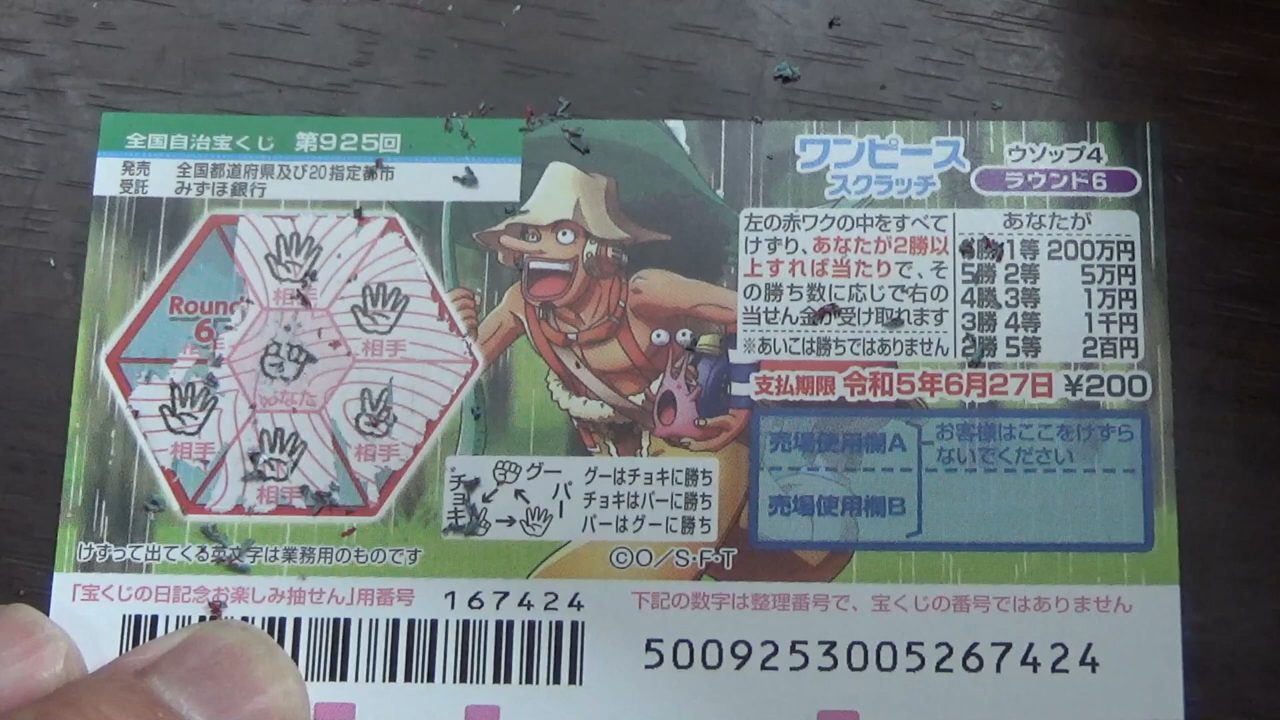 全国自治宝くじ 第925回
発売 全国都道府県及び20指定都市
受託 みずほ銀行
ワンピース
スクラッチ
ウソップ4
ラウンド6
Round
6
相手
相手
相手
相手
相手
あなた
左の赤ワクの中をすべて
けずり、あなたが2勝以
上すれば当たりで、そ
の勝ち数に応じて右の
当せん金が受け取れます
※あいこは勝ちではありません
あなたが
1等 200万円
5勝 2等 5万円
4勝 3等 1万円
3勝 4等 1千円
2勝 5等 2百円
支払期限 令和5年6月27日 ¥200
売場使用欄A
お客様はここをけずら
ないでください
売場使用欄B
グー
チョキ
パー
グーはチョキに勝ち
チョキはパーに勝ち
パーはグーに勝ち
けずって出てくる英文字は業務用のものです
©O/S・F・T
「宝くじの日記念お楽しみ抽せん」用番号 167424
下記の数字は整理番号で、宝くじの番号ではありません
5009253005267424